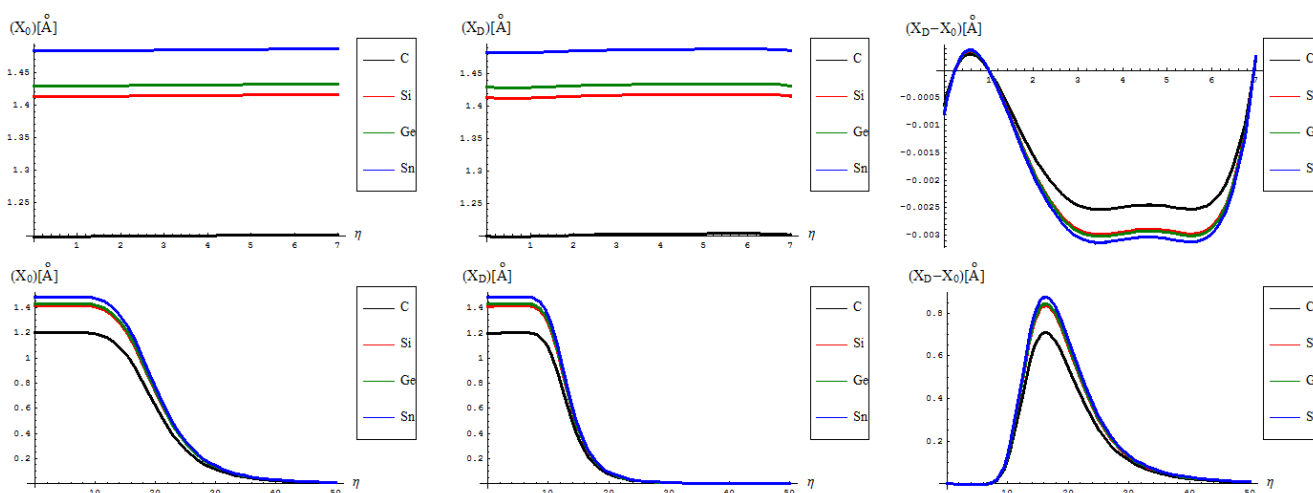 (X0)[Å]
1.45
1.4
1.35
1.3
1.25
1 2 3 4 5 6 7 η
C
Si
Ge
Sn
(XD)[Å]
1.45
1.4
1.35
1.3
1.25
1 2 3 4 5 6 7 η
C
Si
Ge
Sn
(XD−X0)[Å]
1 2 3 4 5 6 7 η
-0.0005
-0.001
-0.0015
-0.002
-0.0025
-0.003
C
S
G
S
(X0)[Å]
1.4
1.2
1
0.8
0.6
0.4
0.2
10 20 30 40 50 η
C
Si
Ge
Sn
(XD)[Å]
1.4
1.2
1
0.8
0.6
0.4
0.2
10 20 30 40 50 η
C
Si
Ge
Sn
(XD−X0)[Å]
0.8
0.6
0.4
0.2
10 20 30 40 50 η
C
S
G
S